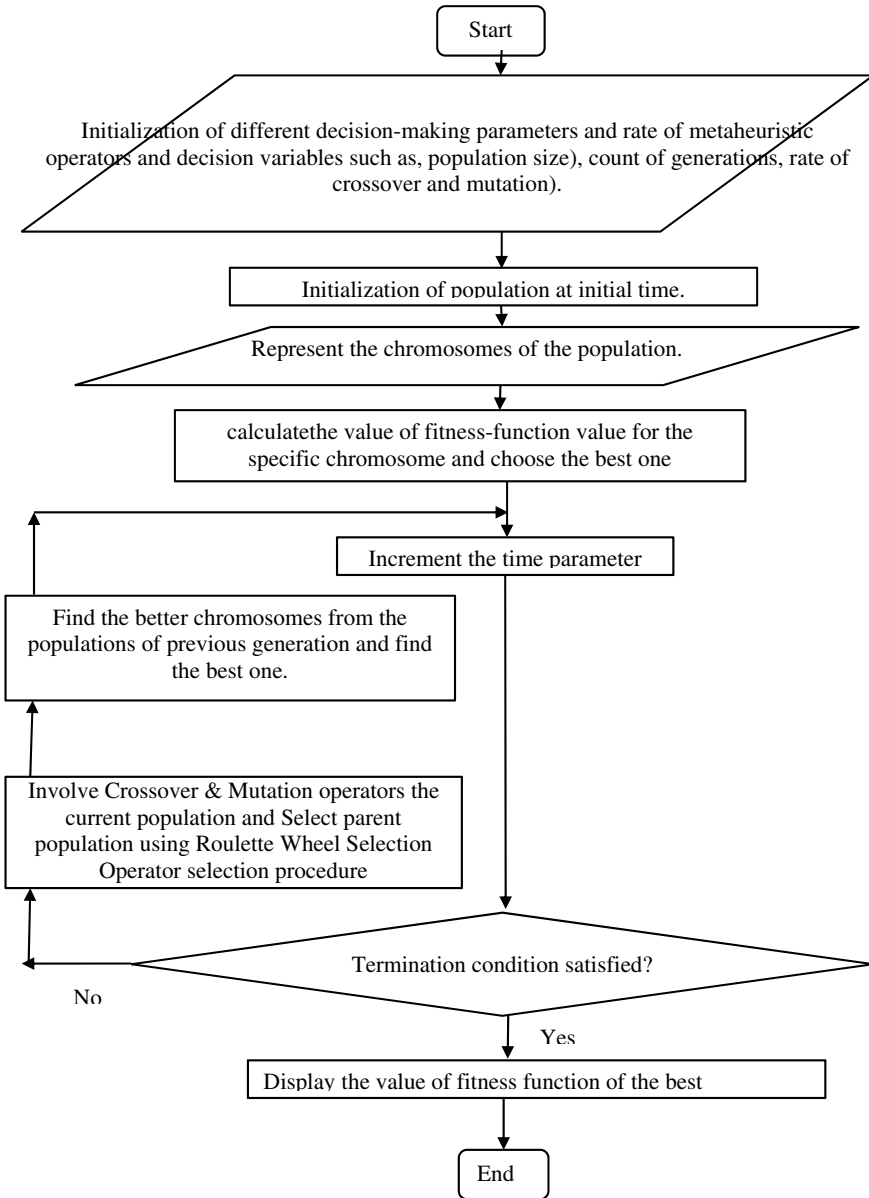 Start
Initialization of different decision-making parameters and rate of metaheuristic
operators and decision variables such as, population size), count of generations, rate of
crossover and mutation).
Initialization of population at initial time.
Represent the chromosomes of the population.
calculatethe value of fitness-function value for the
specific chromosome and choose the best one
Increment the time parameter
Find the better chromosomes from the
populations of previous generation and find
the best one.
Involve Crossover & Mutation operators the
current population and Select parent
population using Roulette Wheel Selection
Operator selection procedure
Termination condition satisfied?
No
Yes
Display the value of fitness function of the best
End